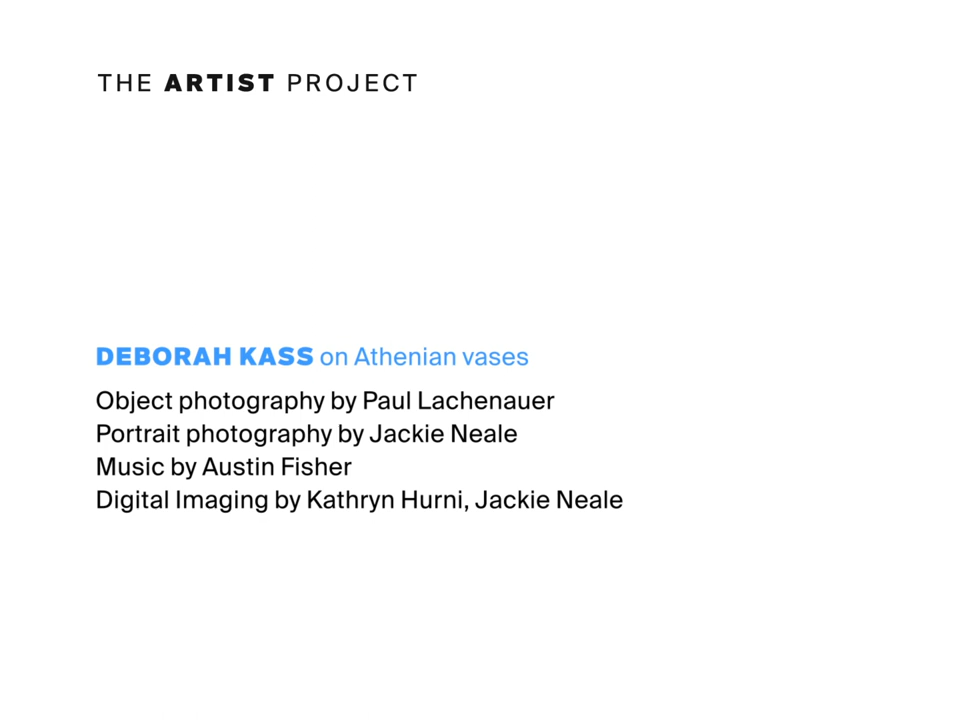 THE ARTIST PROJECT
DEBORAH KASS on Athenian vases
Object photography by Paul Lachenauer
Portrait photography by Jackie Neale
Music by Austin Fisher
Digital Imaging by Kathryn Hurni, Jackie Neale